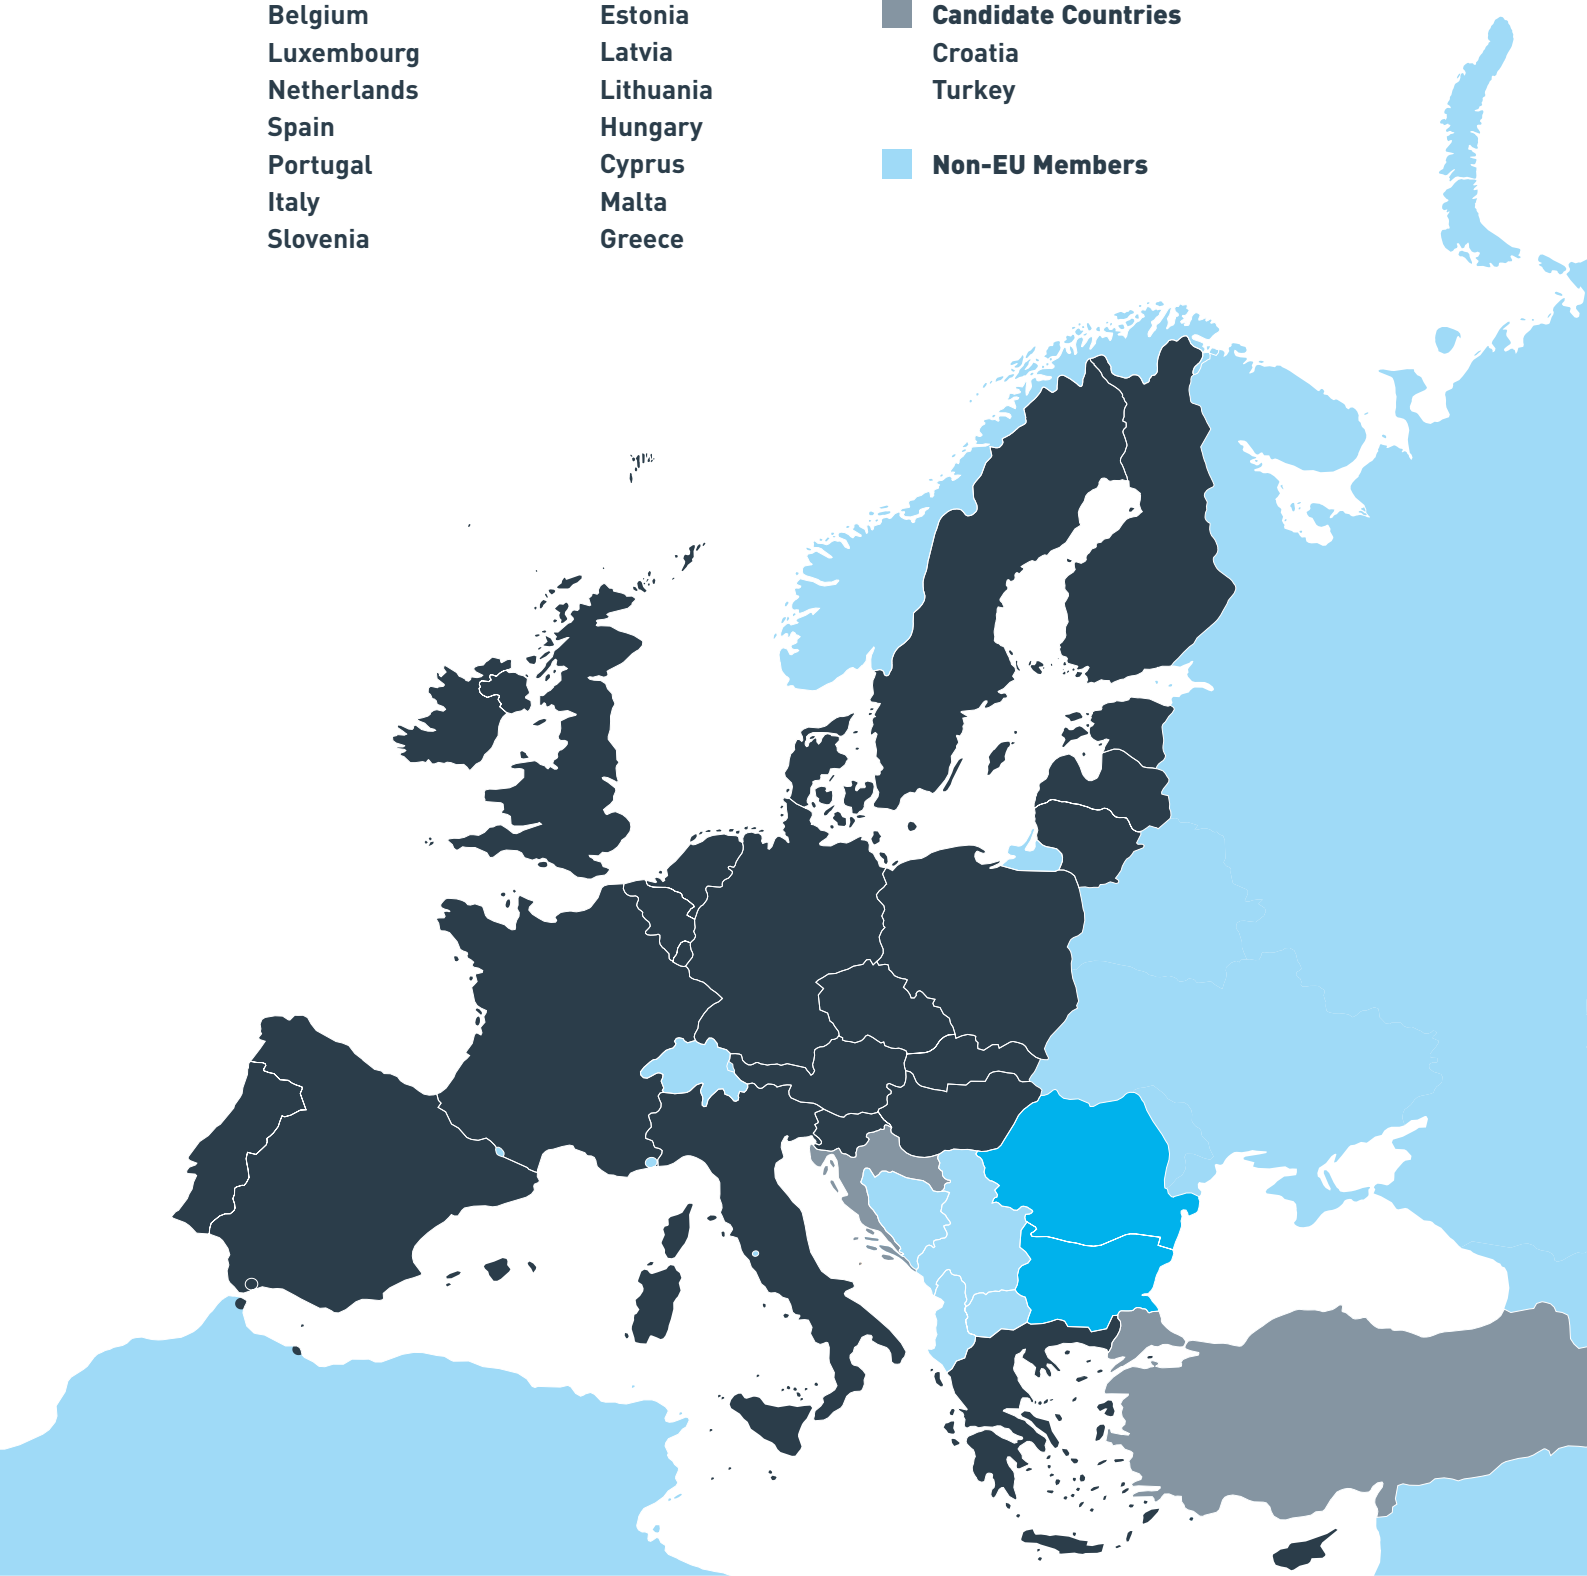 Belgium
Luxembourg
Netherlands
Spain
Portugal
Italy
Slovenia
Estonia
Latvia
Lithuania
Hungary
Cyprus
Malta
Greece
Candidate Countries
Croatia
Turkey
Non-EU Members